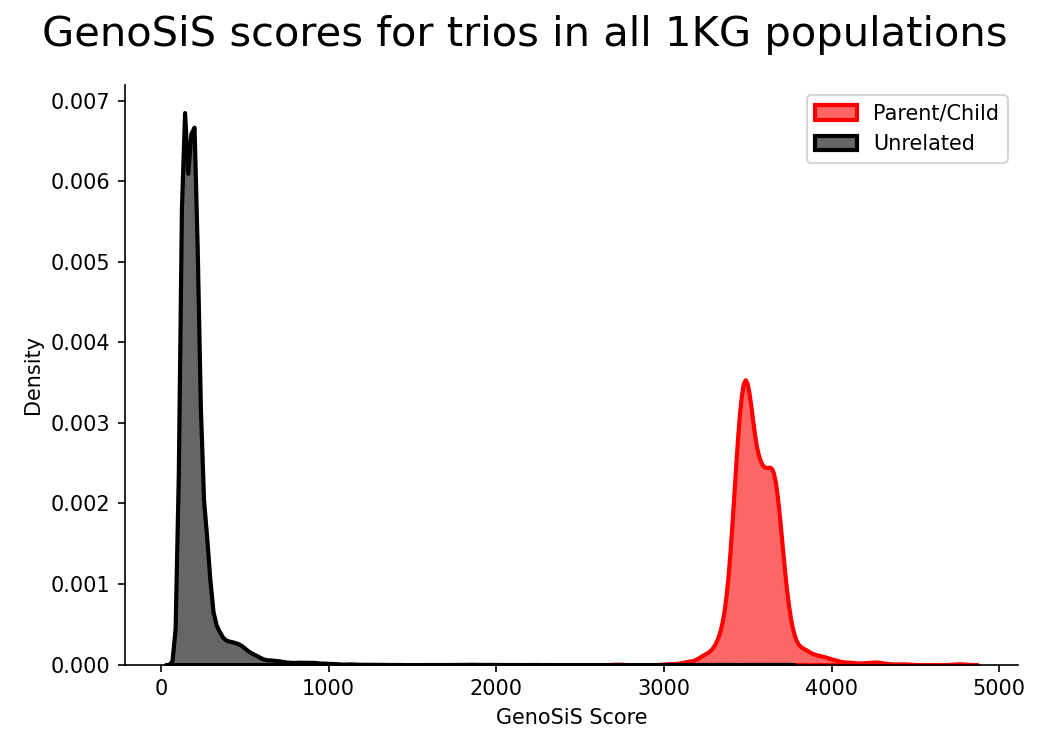 GenoSiS scores for trios in all 1KG populations
Parent/Child
Unrelated
Density
0.007
0.006
0.005
0.004
0.003
0.002
0.001
0.000
0 1000 2000 3000 4000 5000
GenoSiS Score